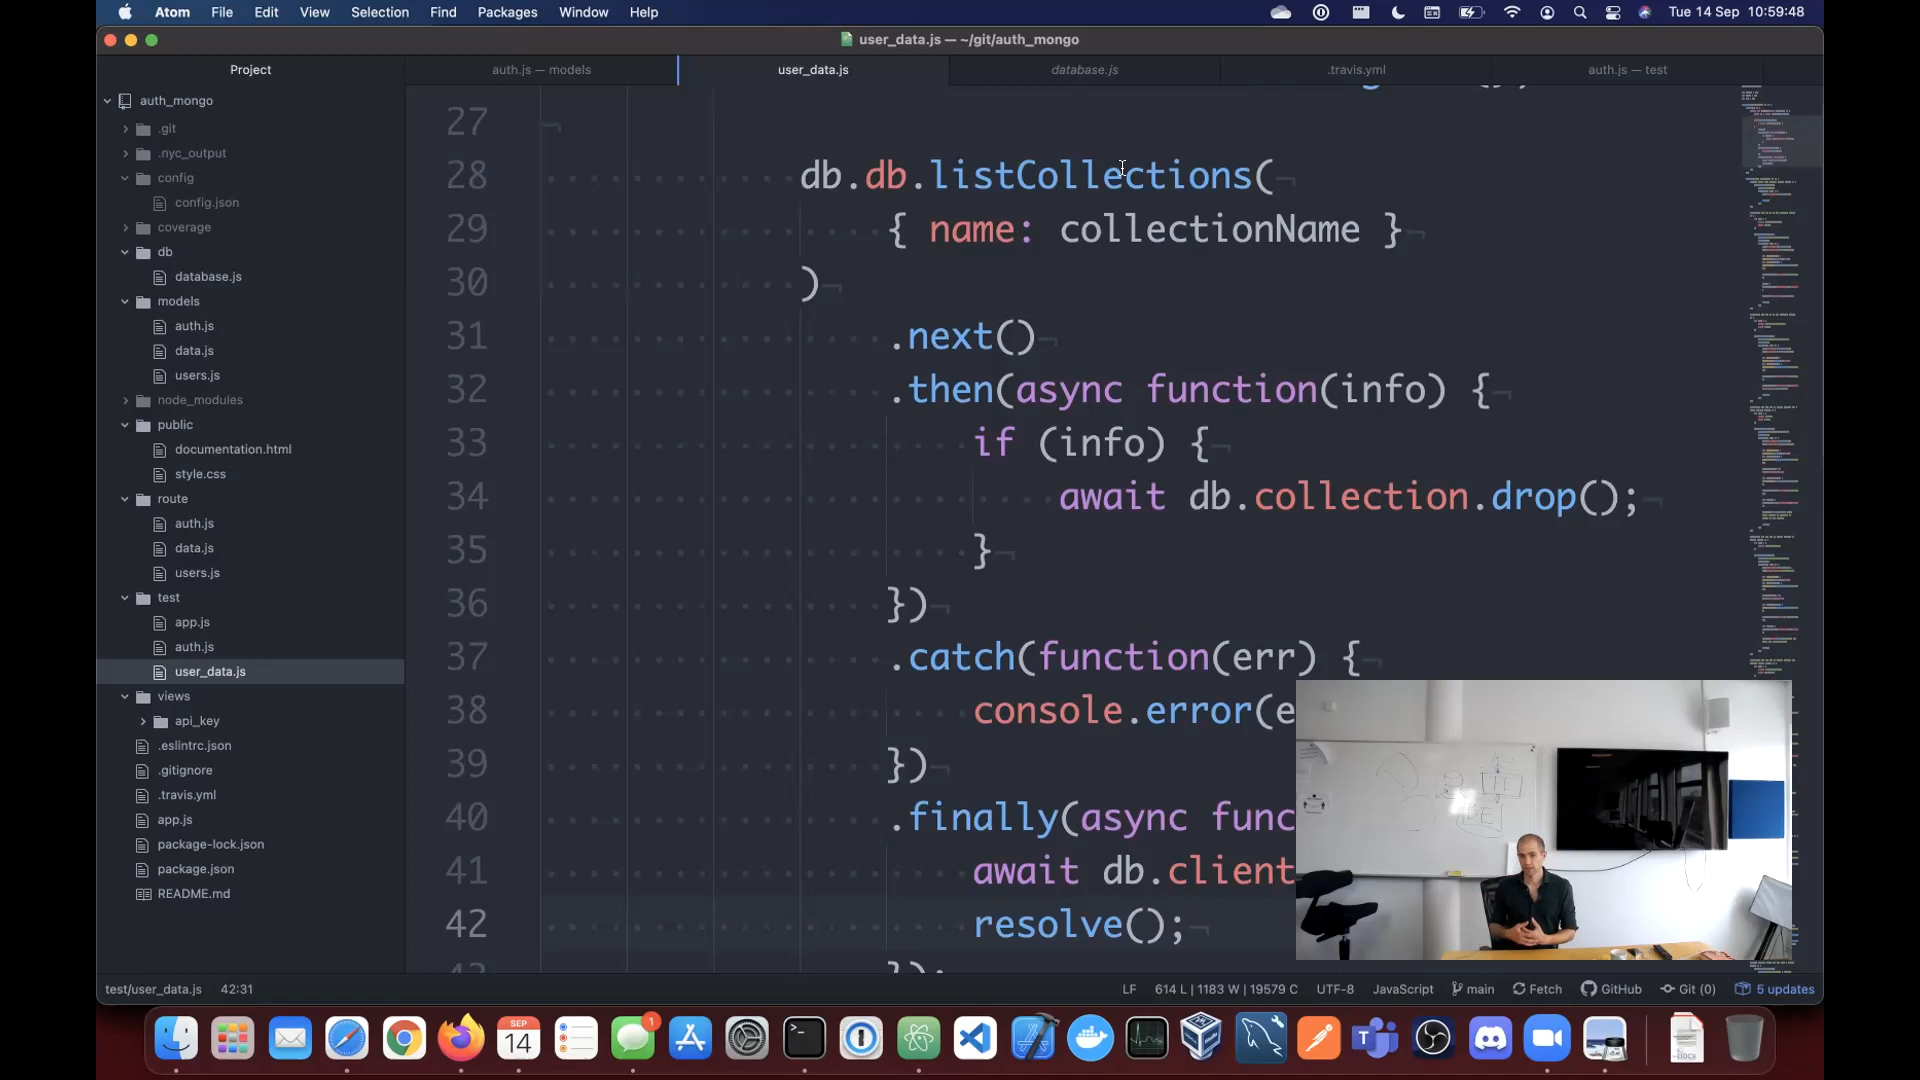 Atom File Edit View Selection Find Packages Window Help Tue 14 Sep 10:59:48
user_data.js — ~/git/auth_mongo
Project auth.js — models user_data.js database.js .travis.yml auth.js — test
auth_mongo
.git
.nyc_output
config
config.json
coverage
db
database.js
models
auth.js
data.js
users.js
node_modules
public
documentation.html
style.css
route
auth.js
data.js
users.js
test
app.js
auth.js
user_data.js
views
api_key
.eslintrc.json
.gitignore
.travis.yml
app.js
package-lock.json
package.json
README.md
27
28 db.db.listCollections(
29 { name: collectionName }
30 )
31 .next()
32 .then(async function(info) {
33 if (info) {
34 await db.collection.drop();
35 }
36 })
37 .catch(function(err) {
38 console.error(e
39 })
40 .finally(async func
41 await db.client
42 resolve();
test/user_data.js 42:31 LF 614 L | 1183 W | 19579 C UTF-8 JavaScript main Fetch GitHub Git (0) 5 updates
SEP
14
1
DOCX